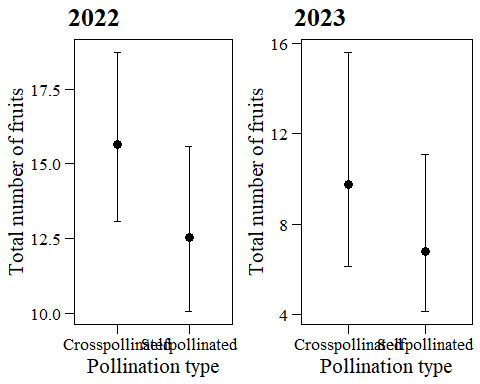 2022
Total number of fruits
17.5
15.0
12.5
10.0
Crosspollinated
Selfpollinated
Pollination type
2023
Total number of fruits
16
12
8
4
Crosspollinated
Selfpollinated
Pollination type